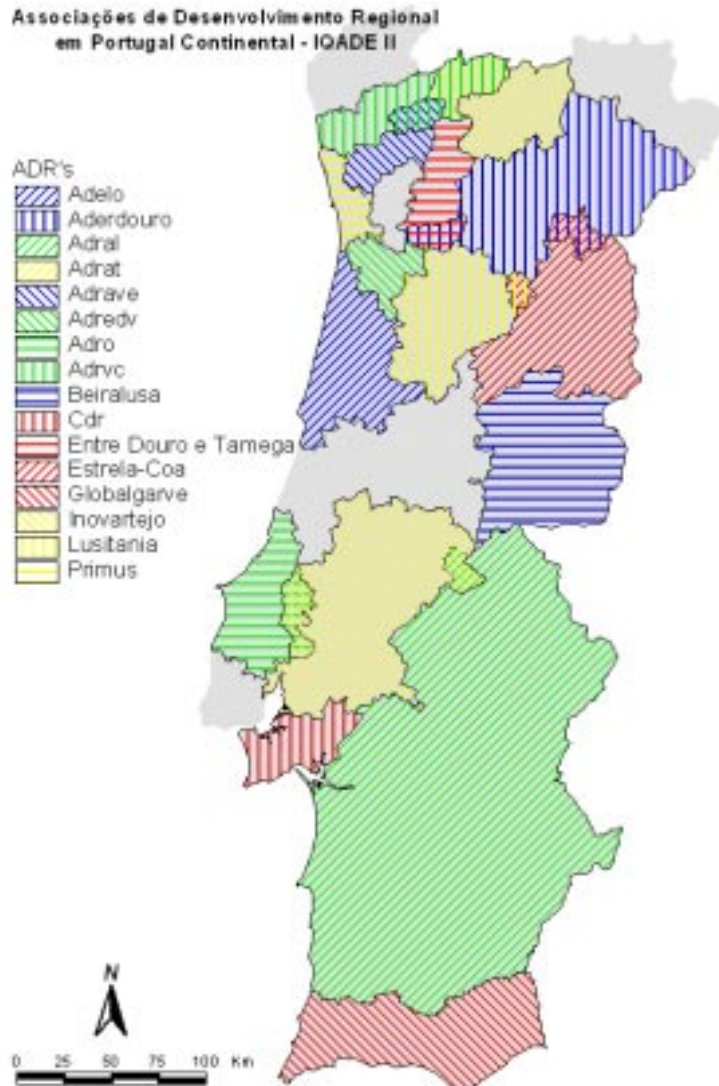 Associações de Desenvolvimento Regional
em Portugal Continental - IQADE II
ADR's
Adelo
Aderdouro
Adral
Adrat
Adrave
Adredv
Adro
Adrvc
Beiralusa
Cdr
Entre Douro e Tamega
Estrela-Coa
Globalgarve
Inovartejo
Lusitania
Primus
N
0 25 50 75 100 Km